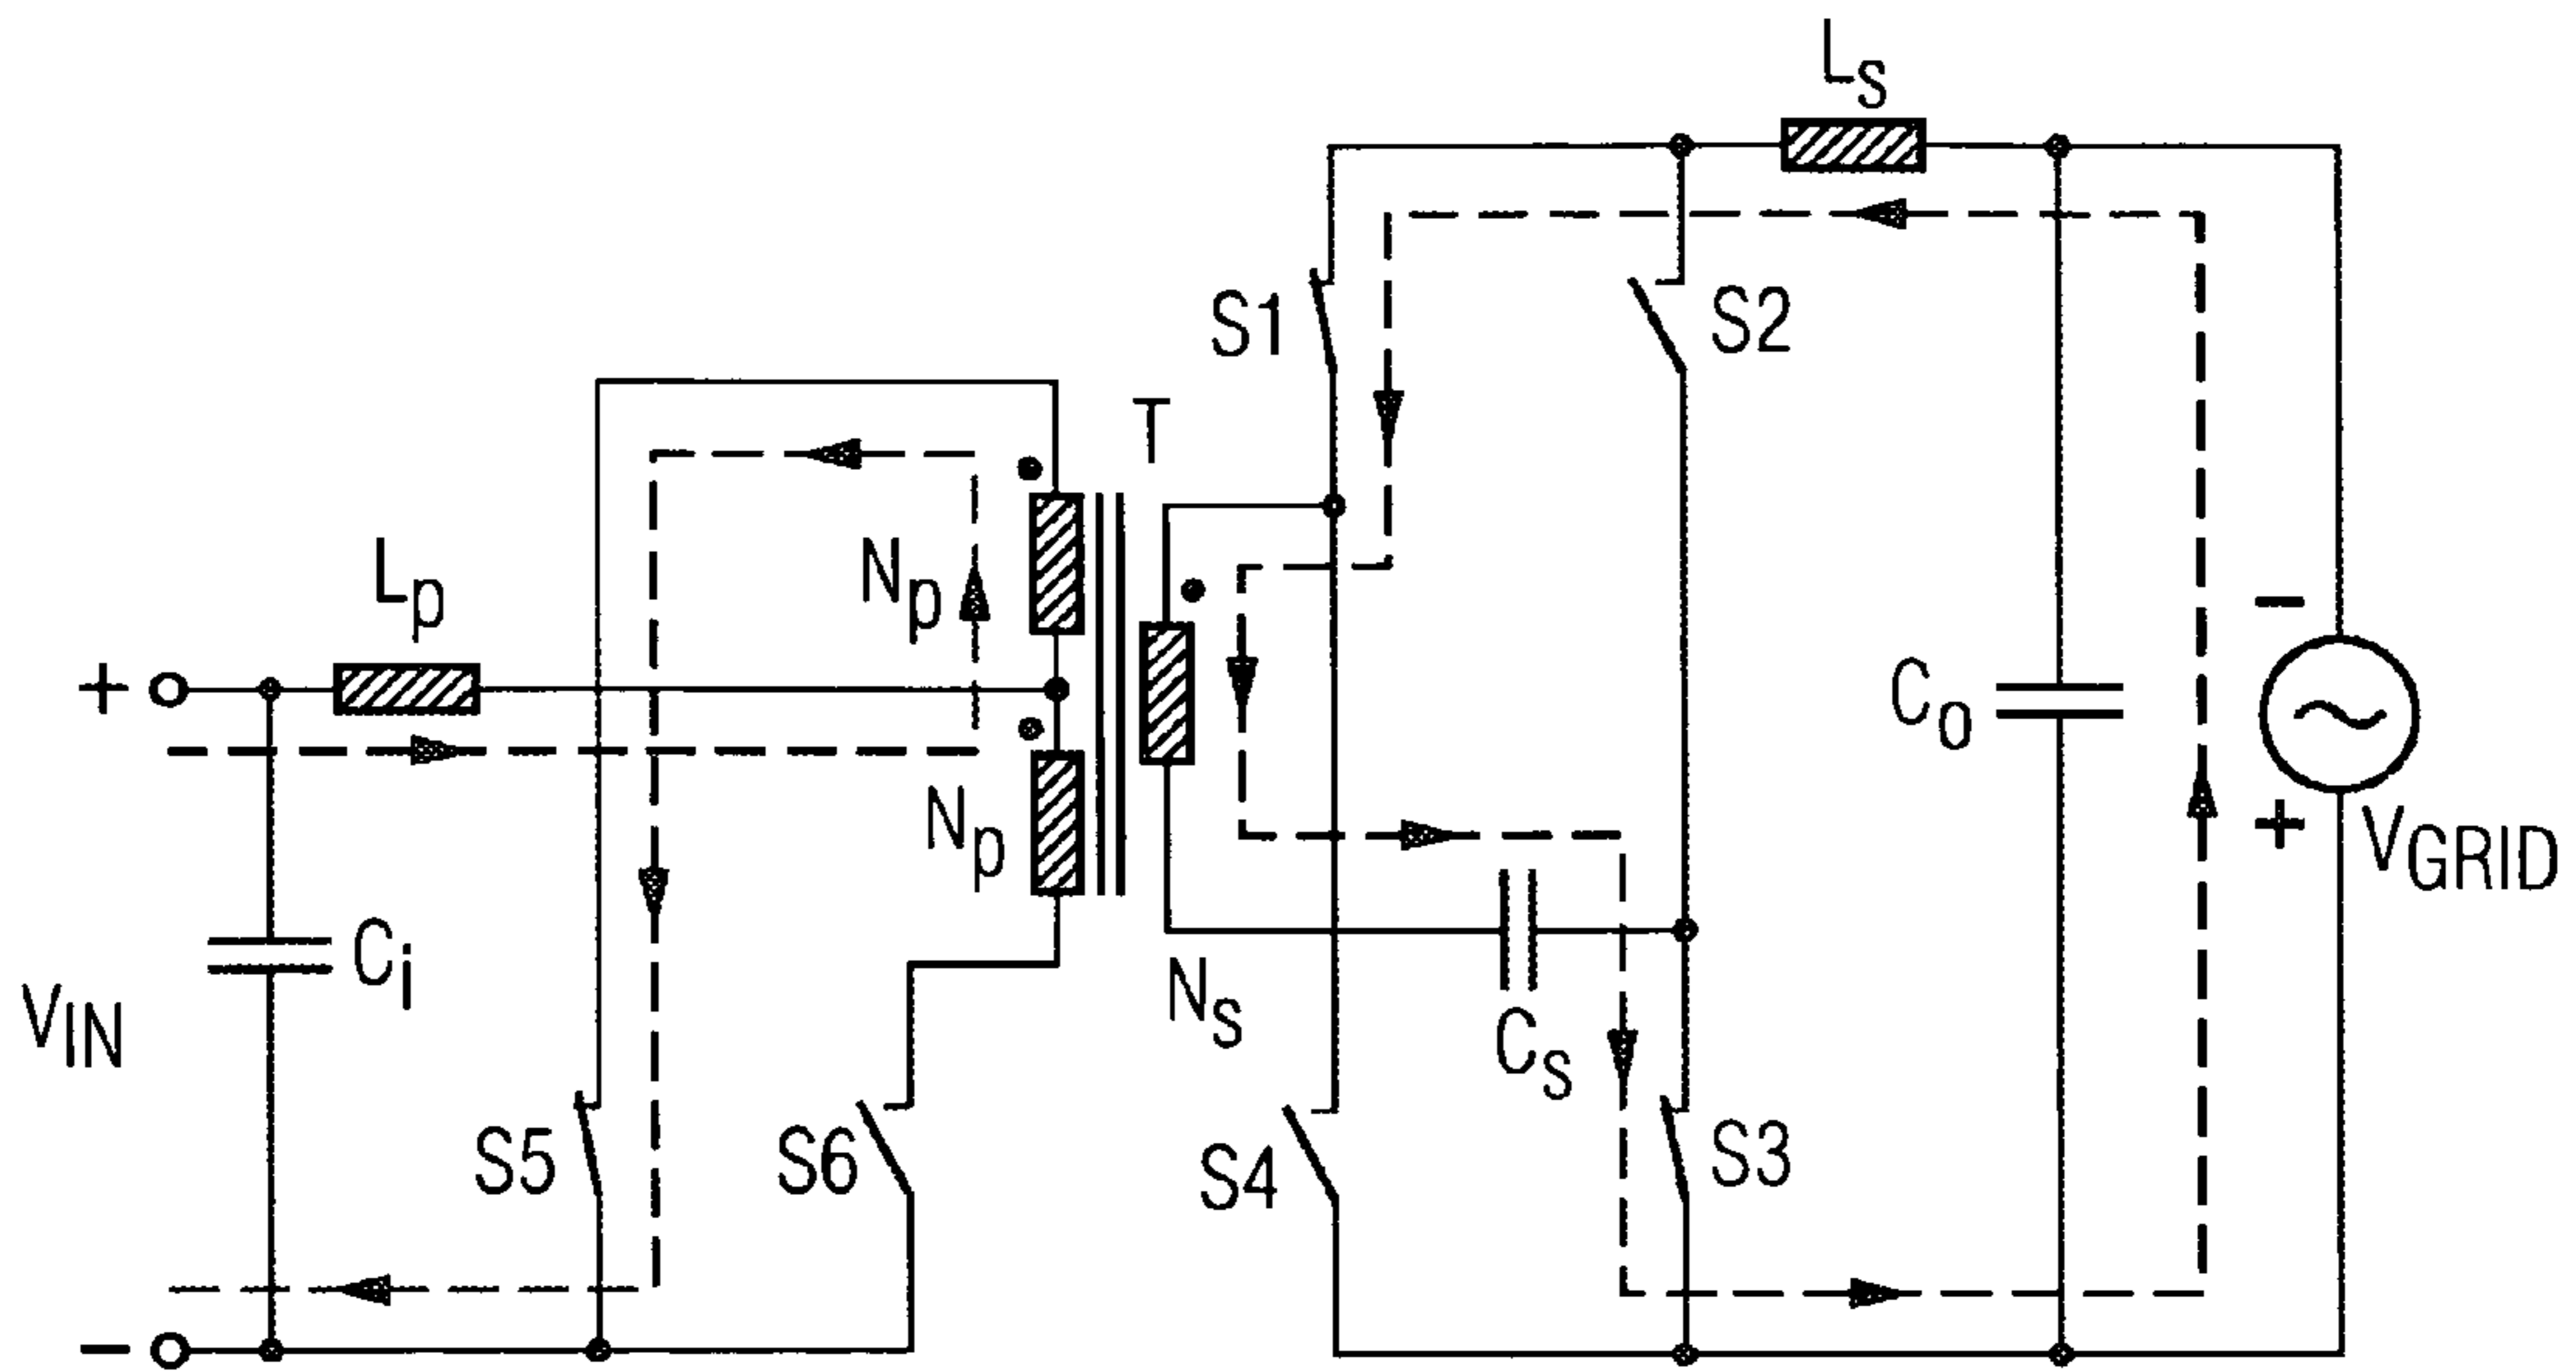 Ls
S1
S2
T
Lp
Np
+
-
Co
Np
+
VGRID
Ci
VIN
Ns
Cs
S5
S6
S4
S3
-